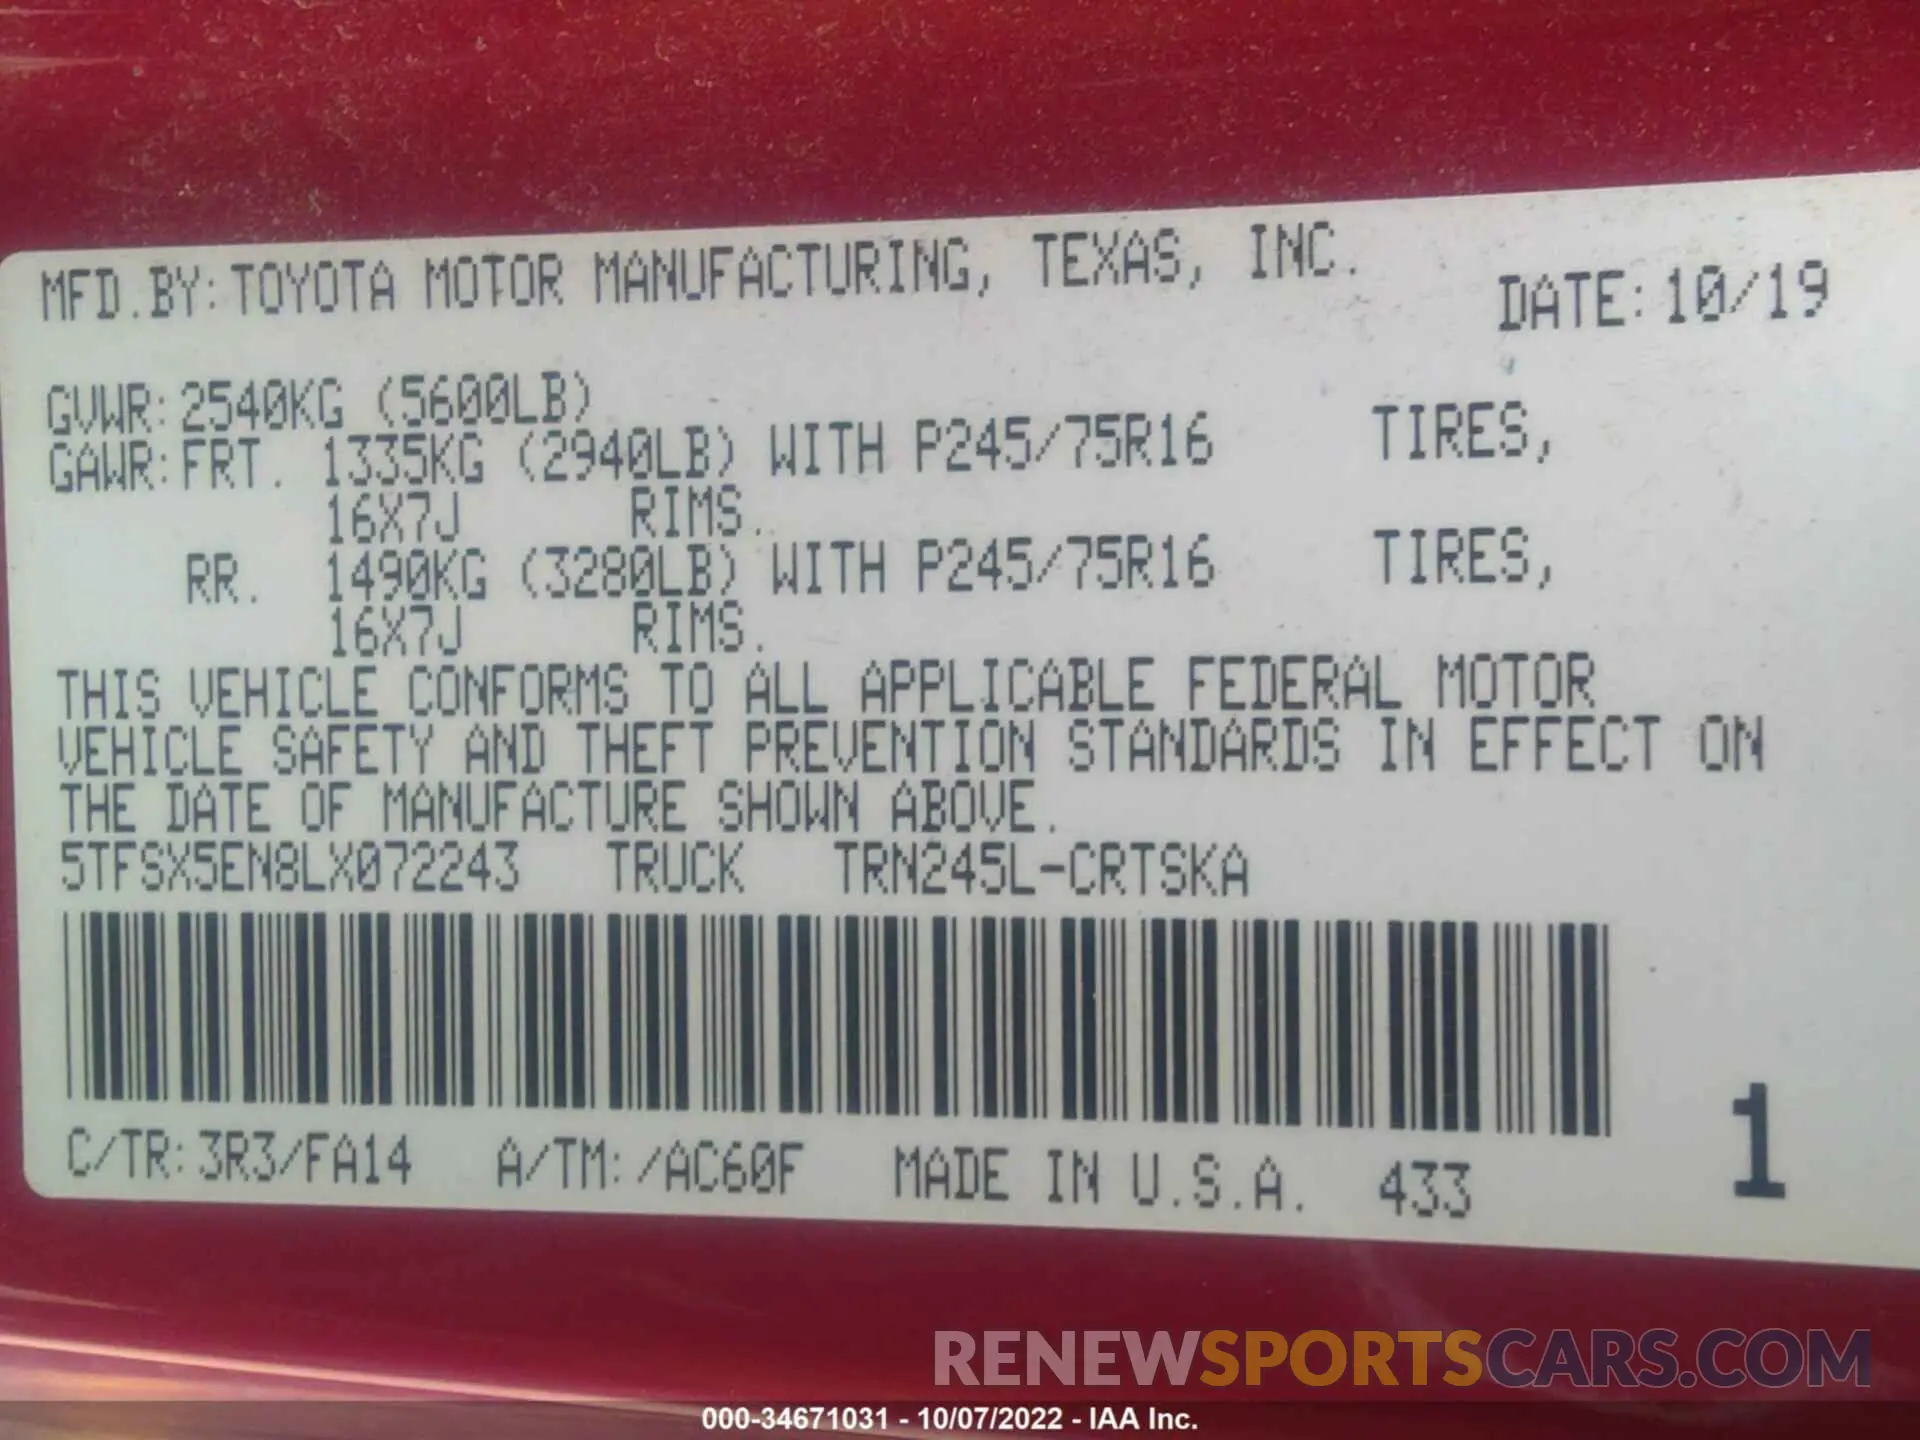 MFD.BY:TOYOTA MOTOR MANUFACTURING, TEXAS, INC. DATE:10/19
GVWR:2540KG (5600LB)
GAWR:FRT. 1335KG (2940LB) WITH P245/75R16 TIRES,
16X7J RIMS.
RR. 1490KG (3280LB) WITH P245/75R16 TIRES,
16X7J RIMS.
THIS VEHICLE CONFORMS TO ALL APPLICABLE FEDERAL MOTOR
VEHICLE SAFETY AND THEFT PREVENTION STANDARDS IN EFFECT ON
THE DATE OF MANUFACTURE SHOWN ABOVE.
5TFSX5EN8LX072243 TRUCK TRN245L-CRTSKA
C/TR:3R3/FA14 A/TM:/AC60F MADE IN U.S.A. 433 1
RENEWSPORTSCARS.COM
000-34671031 - 10/07/2022 - IAA Inc.